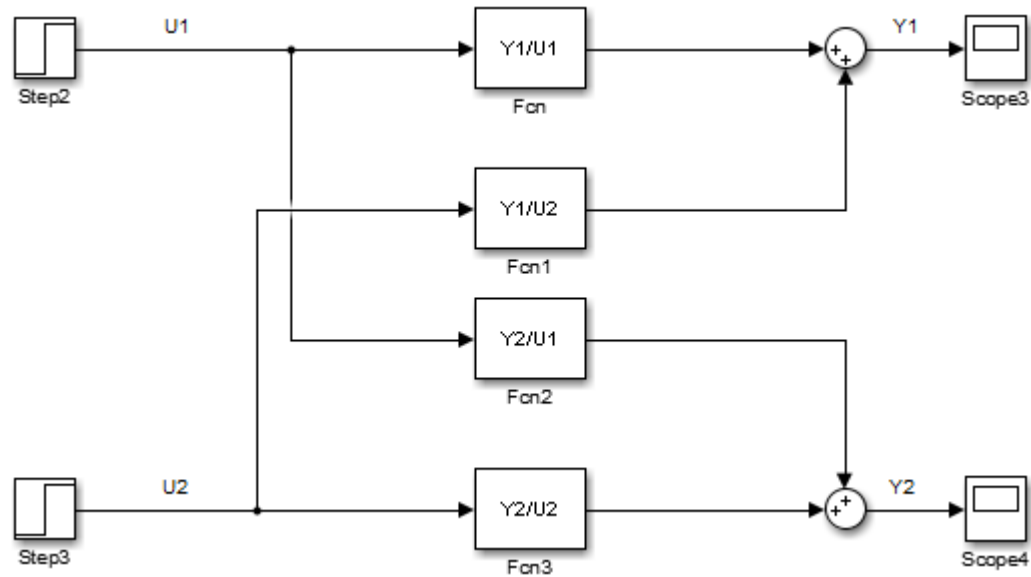 U1
Y1/U1
+
+
Y1
Step2
Fcn
Scope3
Y1/U2
Fcn1
Y2/U1
Fcn2
U2
Y2/U2
+
+
Y2
Step3
Fcn3
Scope4